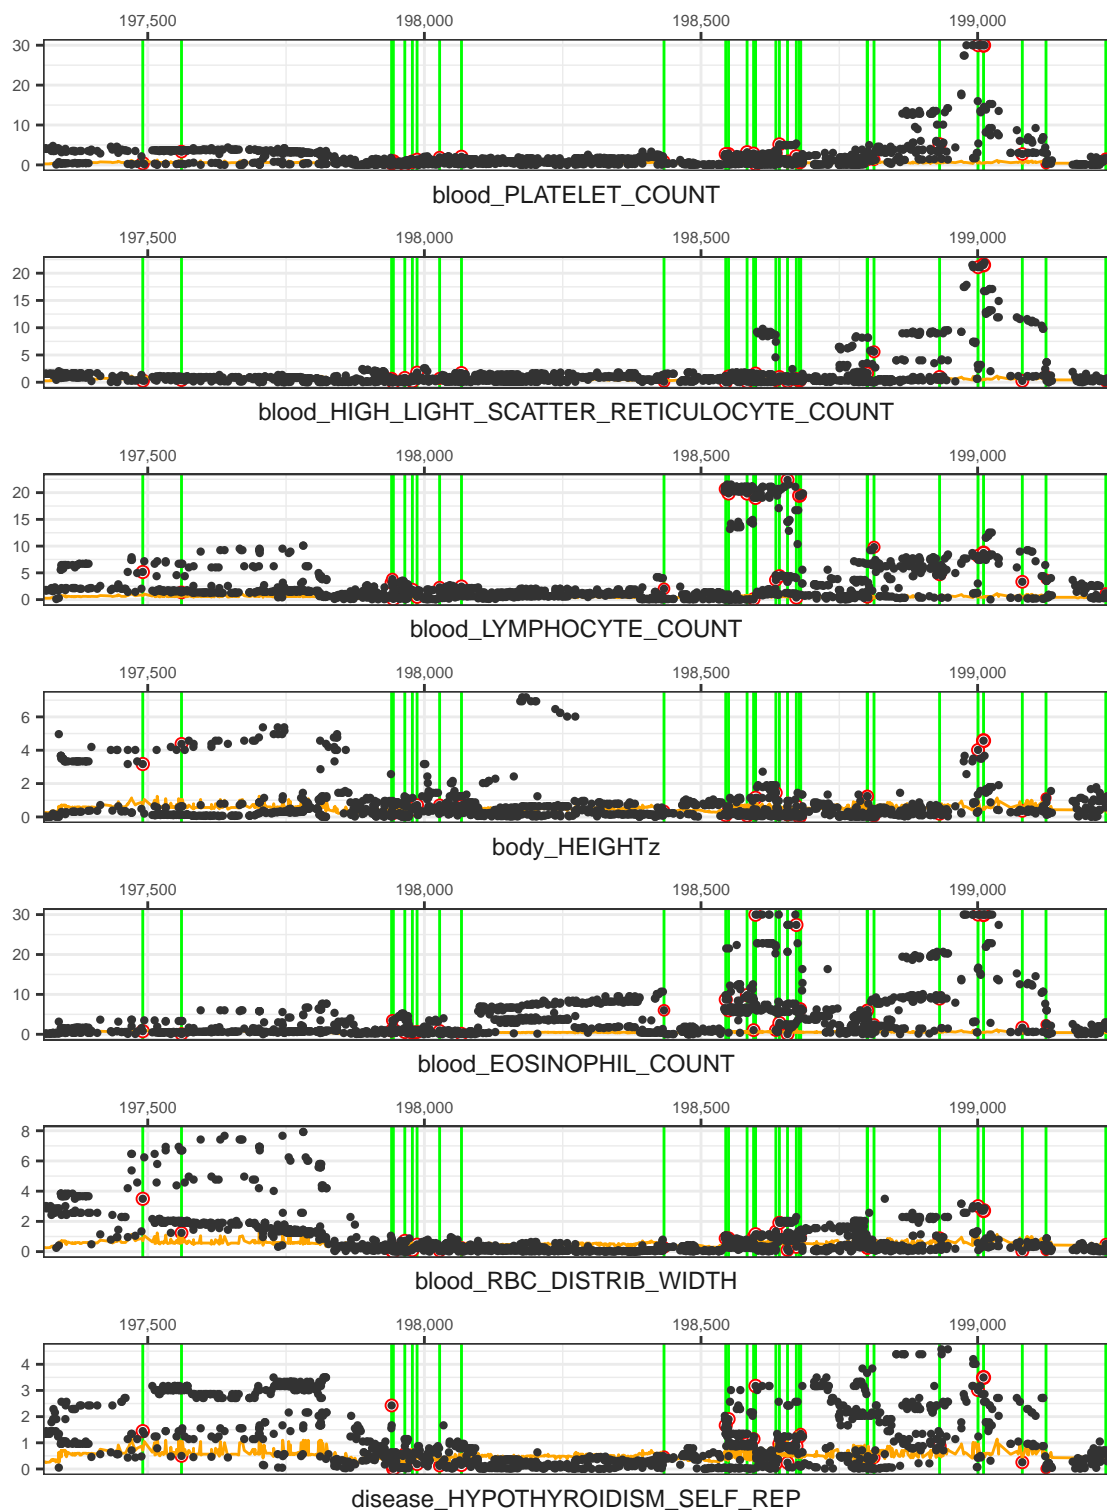 197,500 198,000 198,500 199,000
30
20
10
0
blood_PLATELET_COUNT
197,500 198,000 198,500 199,000
20
15
10
5
0
blood_HIGH_LIGHT_SCATTER_RETICULOCYTE_COUNT
197,500 198,000 198,500 199,000
20
15
10
5
0
blood_LYMPHOCYTE_COUNT
197,500 198,000 198,500 199,000
6
4
2
0
body_HEIGHTz
197,500 198,000 198,500 199,000
30
20
10
0
blood_EOSINOPHIL_COUNT
197,500 198,000 198,500 199,000
8
6
4
2
0
blood_RBC_DISTRIB_WIDTH
197,500 198,000 198,500 199,000
4
3
2
1
0
disease_HYPOTHYROIDISM_SELF_REP